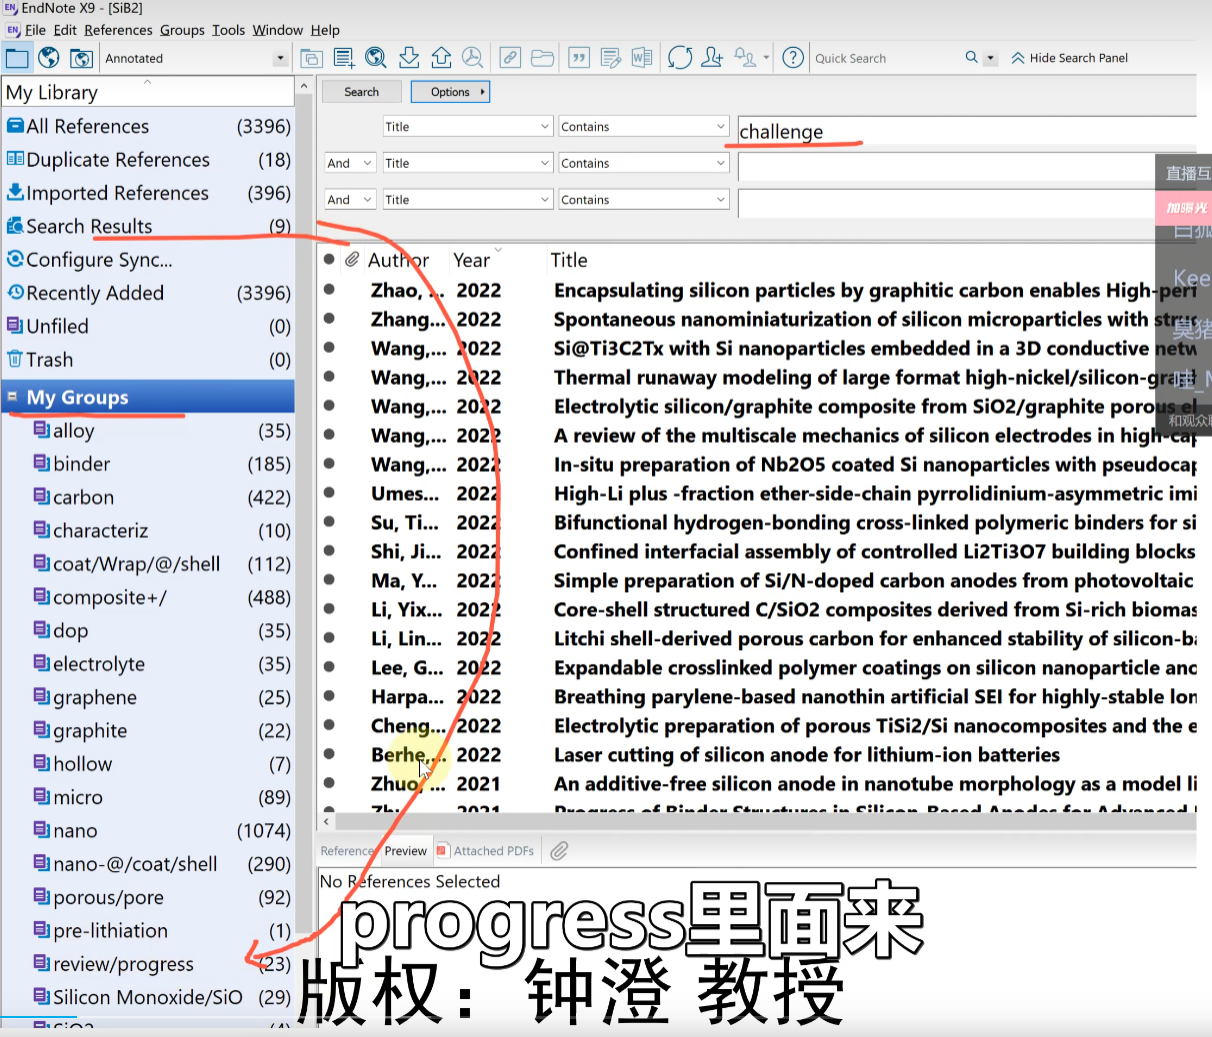 EndNote X9 - [SiB2]
File Edit References Groups Tools Window Help
Annotated
Quick Search
Hide Search Panel
My Library
All References (3396)
Duplicate References (18)
Imported References (396)
Search Results (9)
Configure Sync...
Recently Added (3396)
Unfiled (0)
Trash (0)
My Groups
alloy (35)
binder (185)
carbon (422)
characteriz (10)
coat/Wrap/@/shell (112)
composite+/ (488)
dop (35)
electrolyte (35)
graphene (25)
graphite (22)
hollow (7)
micro (89)
nano (1074)
nano-@/coat/shell (290)
porous/pore (92)
pre-lithiation (1)
review/progress (23)
Silicon Monoxide/SiO (29)
SiO2 (4)
Search Options
Title Contains challenge
And Title Contains
And Title Contains
Author Year Title
Zhao, ... 2022 Encapsulating silicon particles by graphitic carbon enables High-perf
Zhang... 2022 Spontaneous nanominiaturization of silicon microparticles with struc
Wang,... 2022 Si@Ti3C2Tx with Si nanoparticles embedded in a 3D conductive netw
Wang,... 2022 Thermal runaway modeling of large format high-nickel/silicon-grap
Wang,... 2022 Electrolytic silicon/graphite composite from SiO2/graphite porous el
Wang,... 2022 A review of the multiscale mechanics of silicon electrodes in high-cap
Wang,... 2022 In-situ preparation of Nb2O5 coated Si nanoparticles with pseudocap
Umes... 2022 High-Li plus -fraction ether-side-chain pyrrolidinium-asymmetric imi
Su, Ti... 2022 Bifunctional hydrogen-bonding cross-linked polymeric binders for si
Shi, Ji... 2022 Confined interfacial assembly of controlled Li2Ti3O7 building blocks
Ma, Y... 2022 Simple preparation of Si/N-doped carbon anodes from photovoltaic
Li, Yix... 2022 Core-shell structured C/SiO2 composites derived from Si-rich biomas
Li, Lin... 2022 Litchi shell-derived porous carbon for enhanced stability of silicon-ba
Lee, G... 2022 Expandable crosslinked polymer coatings on silicon nanoparticle ano
Harpa... 2022 Breathing parylene-based nanothin artificial SEI for highly-stable lon
Cheng... 2022 Electrolytic preparation of porous TiSi2/Si nanocomposites and the e
Berhe,... 2022 Laser cutting of silicon anode for lithium-ion batteries
Zhuo, ... 2021 An additive-free silicon anode in nanotube morphology as a model li
2021 Progress of Binder Structures in Silicon-Based Anodes for Advanced
Reference Preview Attached PDFs
No References Selected
直播互
加曝光
白狐
Kee
臭猪
哇_
和观众
progress里面来
版权：钟澄 教授